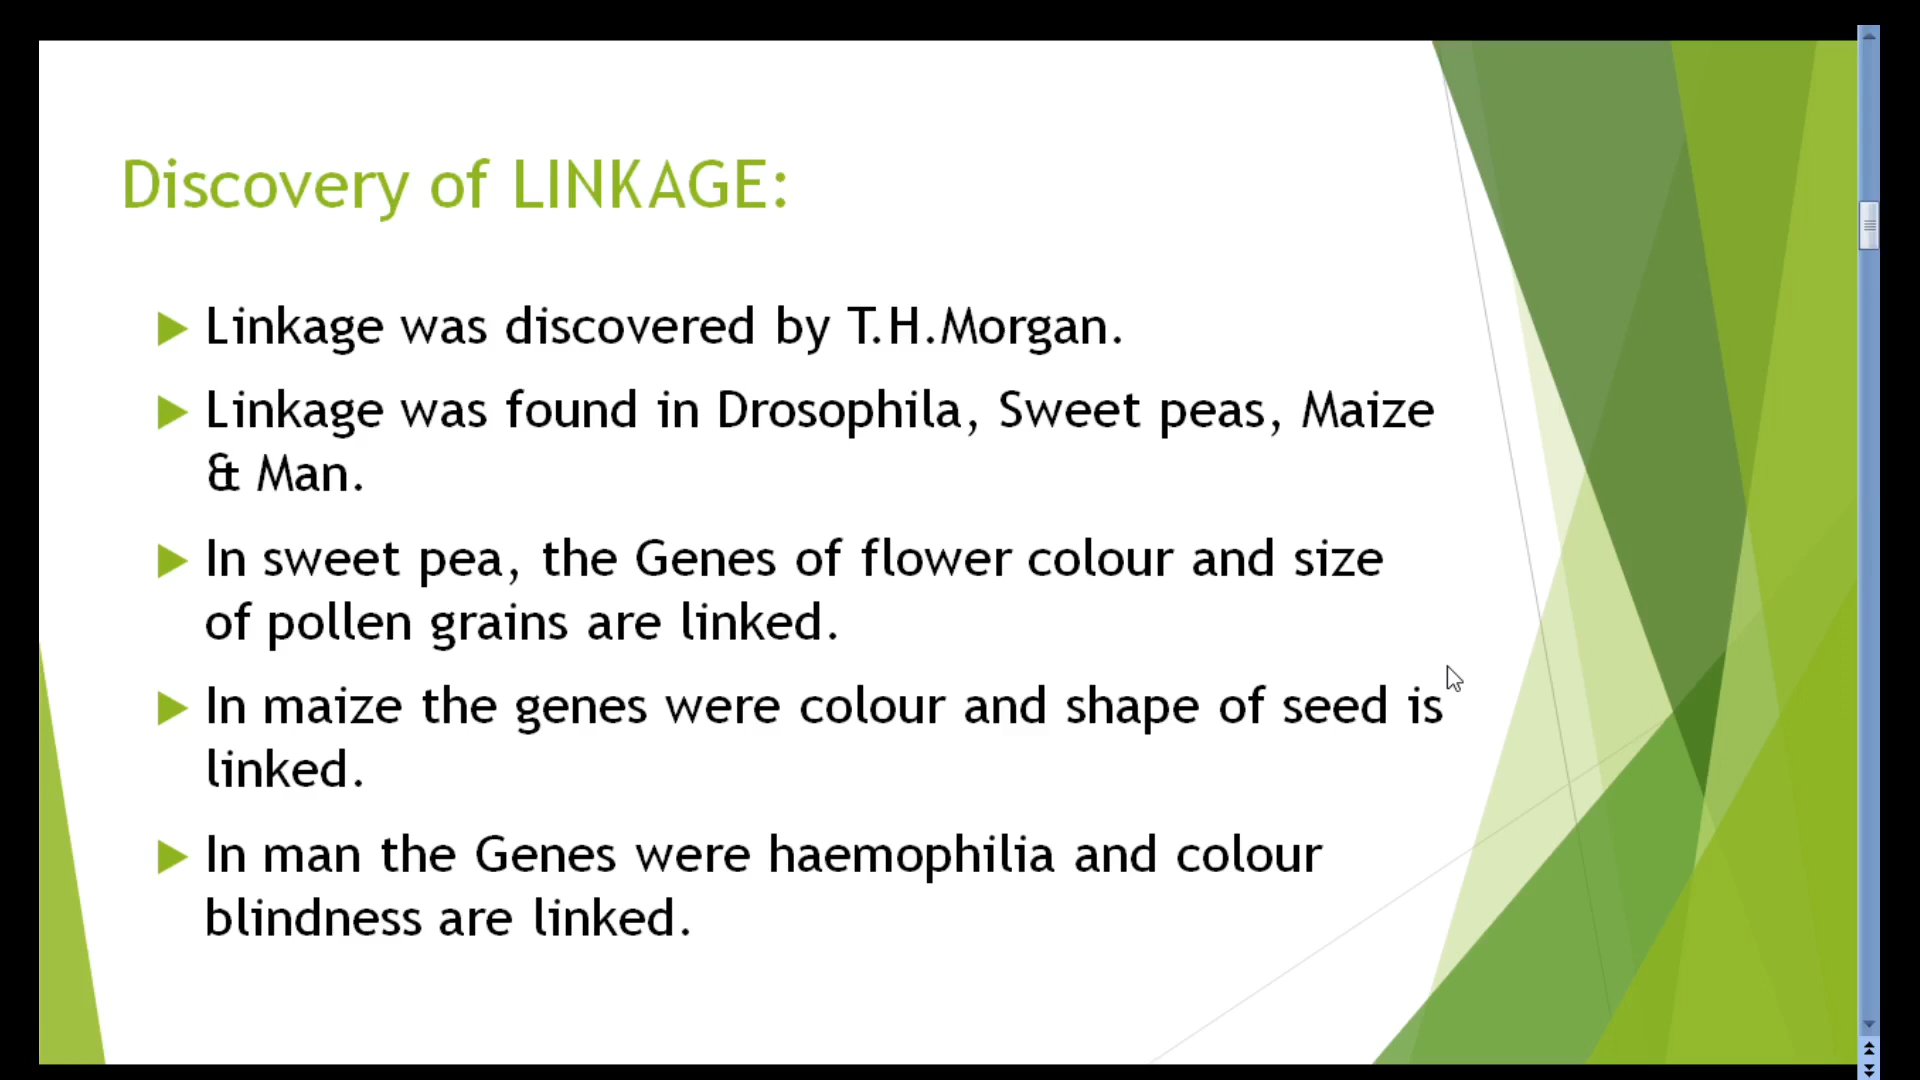 Discovery of LINKAGE:
Linkage was discovered by T.H.Morgan.
Linkage was found in Drosophila, Sweet peas, Maize
& Man.
In sweet pea, the Genes of flower colour and size
of pollen grains are linked.
In maize the genes were colour and shape of seed is
linked.
In man the Genes were haemophilia and colour
blindness are linked.